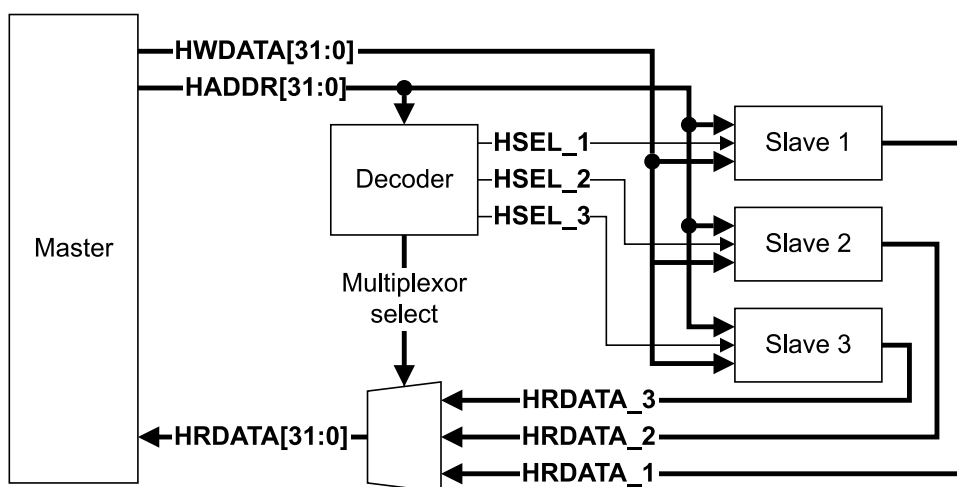 HWDATA[31:0]
HADDR[31:0]
HSEL_1
Slave 1
Decoder
HSEL_2
HSEL_3
Master
Slave 2
Multiplexor
select
Slave 3
HRDATA_3
HRDATA[31:0]
HRDATA_2
HRDATA_1